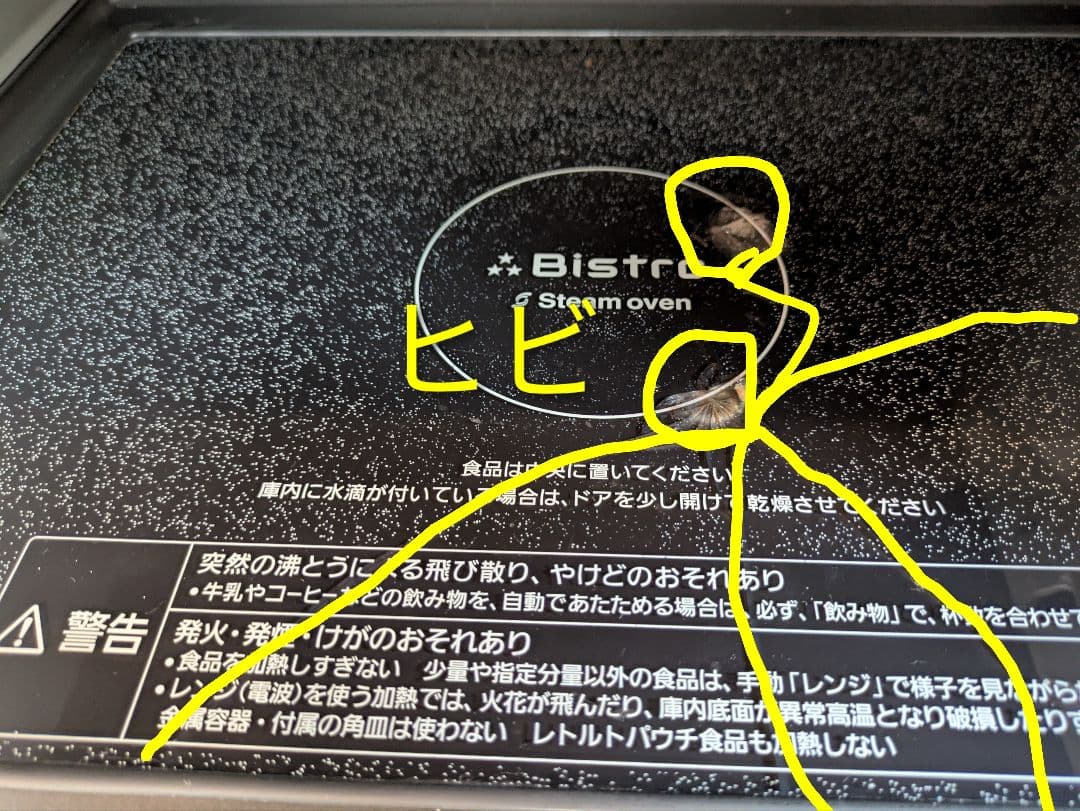 Bistro
Steam oven
ヒビ
食品は中央に置いてください
庫内に水滴が付いている場合は、ドアを少し開けて乾燥させてください
警告
突然の沸とうによる飛び散り、やけどのおそれあり
•牛乳やコーヒーなどの飲み物を、自動であたためる場合は、必ず、「飲み物」で、杯数を合わせて
発火・発煙・けがのおそれあり
•食品を加熱しすぎない 少量や指定分量以外の食品は、手動「レンジ」で様子を見ながら
•レンジ(電波)を使う加熱では、火花が飛んだり、庫内底面が異常高温となり破損したりす
金属容器・付属の角皿は使わない レトルトパウチ食品も加熱しない